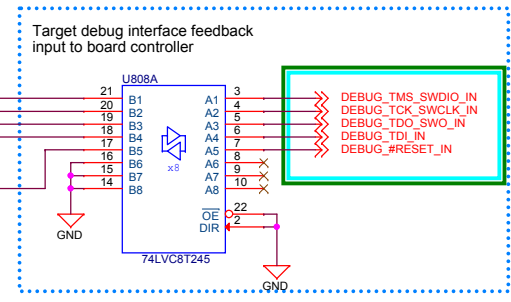 Target debug interface feedback
input to board controller
U808A
21 B1 A1 3 DEBUG_TMS_SWDIO_IN
20 B2 A2 4 DEBUG_TCK_SWCLK_IN
19 B3 A3 5 DEBUG_TDO_SWO_IN
18 B4 A4 6 DEBUG_TDI_IN
17 B5 A5 7 DEBUG_#RESET_IN
16 B6 A6 8
15 B7 A7 9
14 B8 A8 10
x8
OE 22
DIR 2
GND
74LVC8T245
GND